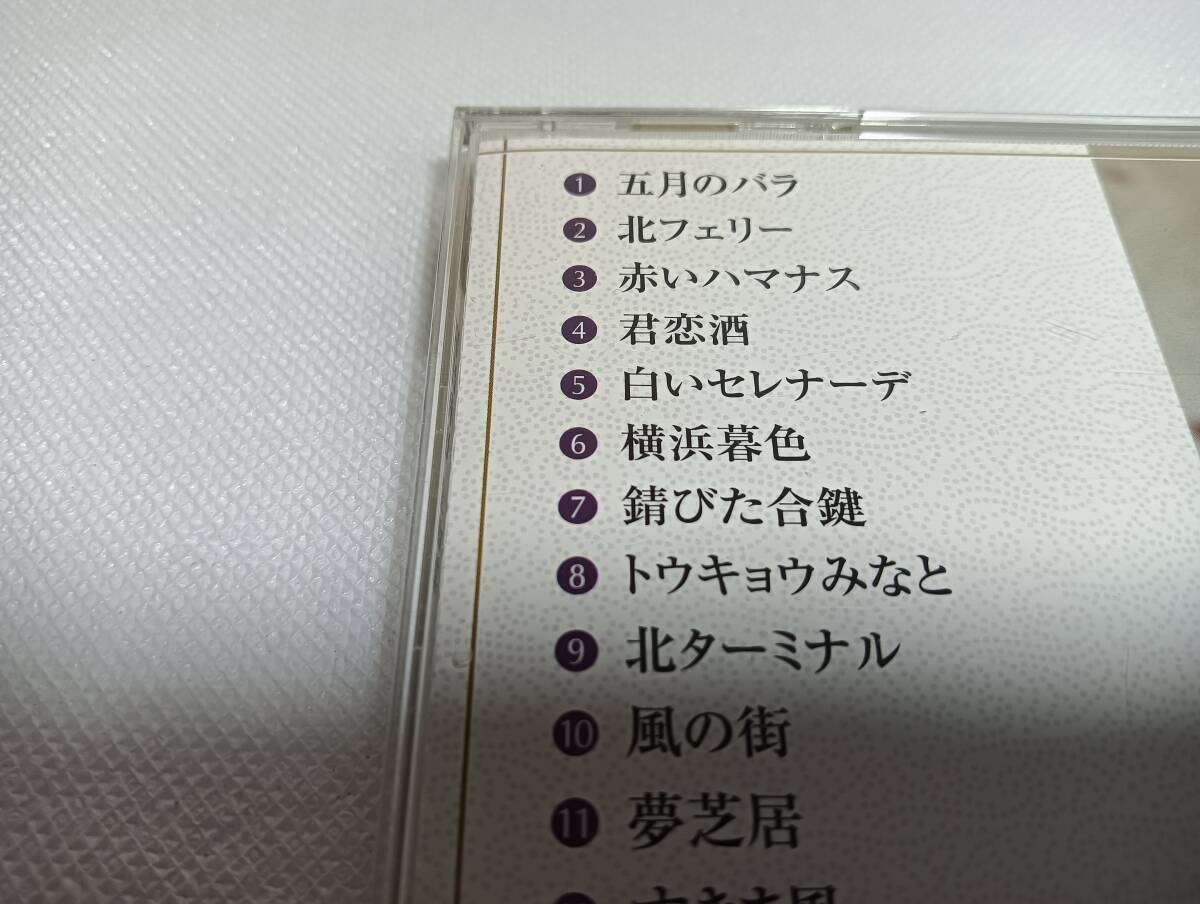 1 五月のバラ
2 北フェリー
3 赤いハマナス
4 君恋酒
5 白いセレナーデ
6 横浜暮色
7 錆びた合鍵
8 トウキョウみなと
9 北ターミナル
10 風の街
11 夢芝居